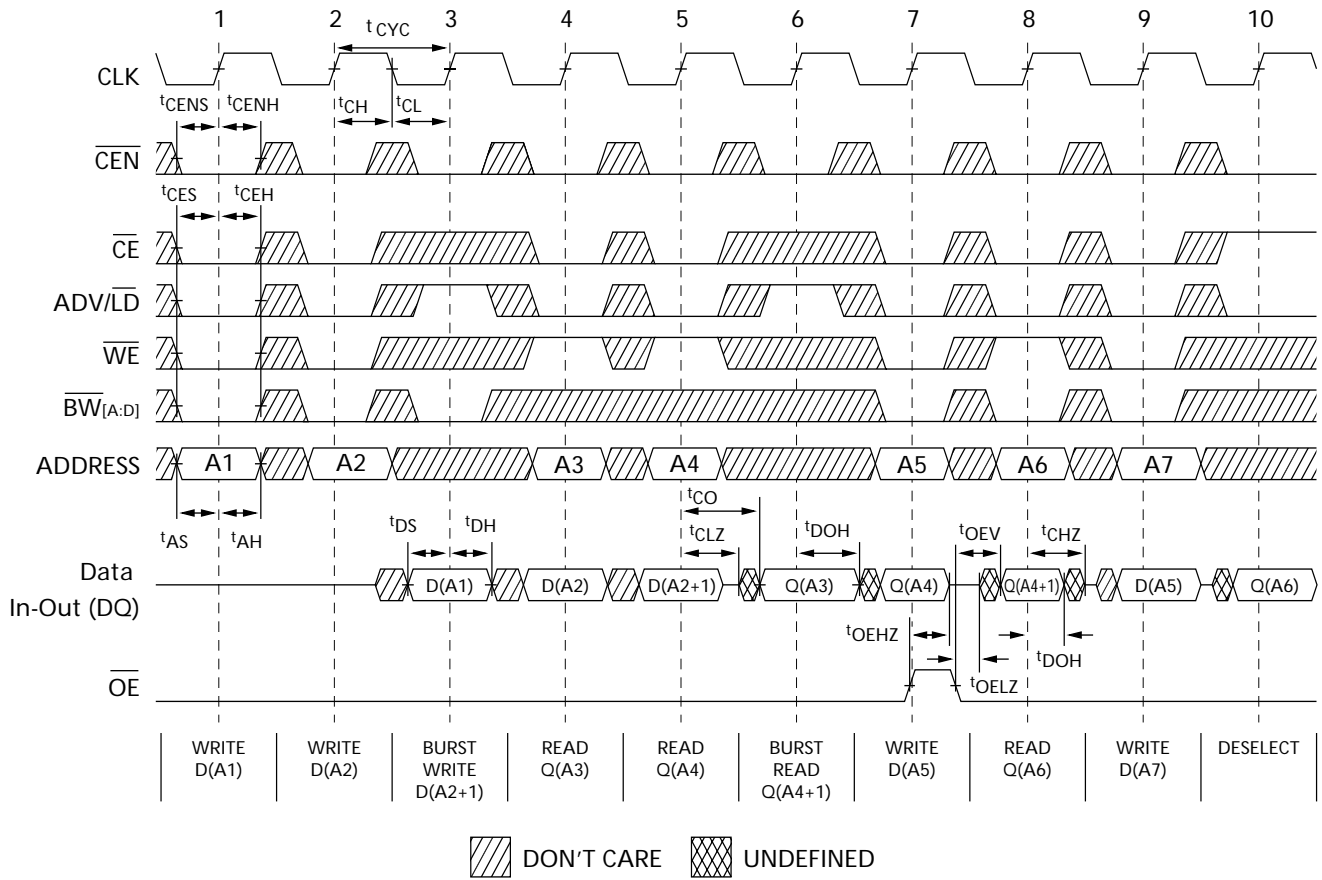 1 2 3 4 5 6 7 8 9 10
tCYC
CLK
tCENS tCENH tCH tCL
CEN
tCES tCEH
CE
ADV/LD
WE
BW[A:D]
ADDRESS A1 A2 A3 A4 A5 A6 A7
tCO
tAS tAH tDS tDH tCLZ tDOH tOEV tCHZ
Data
In-Out (DQ)
D(A1) D(A2) D(A2+1) Q(A3) Q(A4) Q(A4+1) D(A5) Q(A6)
tOEHZ tDOH
tOELZ
OE
WRITE
D(A1)
WRITE
D(A2)
BURST
WRITE
D(A2+1)
READ
Q(A3)
READ
Q(A4)
BURST
READ
Q(A4+1)
WRITE
D(A5)
READ
Q(A6)
WRITE
D(A7)
DESELECT
DON'T CARE UNDEFINED